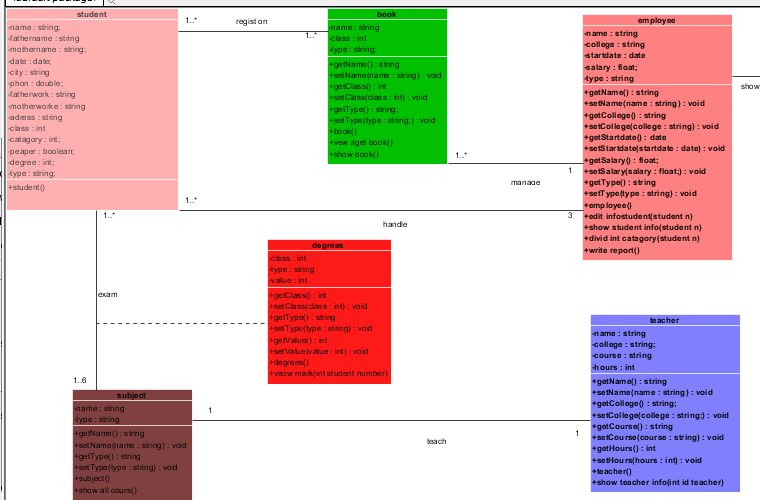 student
-name : string;
-fathername : string
-mothername : string;
-date : date;
-city : string
-phon : double;
-fatherwork : string
-motherworke : string
-adress : string
-class : int
-catagory : int;
-peaper : boolean;
-degree : int;
-type : string;
+student()
1..*
registon
1..*
book
-name : string;
-class : int
-type : string;
+getName() : string;
+setName(name : string;) : void
+getClass() : int
+setClass(class : int) : void
+getType() : string;
+setType(type : string;) : void
+book()
+vew riget book()
+show book()
employee
-name : string
-college : string;
-startdate : date
-salary : float;
-type : string
+getName() : string;
+setName(name : string) : void
+getCollege() : string;
+setCollege(college : string) : void
+getStartdate() : date
+setStartdate(startdate : date) : void
+getSalary() : float;
+setSalary(salary : float;) : void
+getType() : string
+setType(type : string) : void
+employee()
+edit infostudent(student n)
+show student info(student n)
+divid int catagory(student n)
+write report()
show
1..*
1
manage
1..*
3
handle
1..*
exam
1..6
degrees
-class : int
-type : string
-value : int
+getClass() : int
+setClass(class : int) : void
+getType() : string
+setType(type : string) : void
+getValue() : int
+setValue(value : int) : void
+degrees()
+veow mark(int student number)
subject
-name : string
-type : string
+getName() : string
+setName(name : string) : void
+getType() : string
+setType(type : string) : void
+subject()
+show all cours()
1
1
teach
teacher
-name : string
-college : string;
-course : string
-hours : int
+getName() : string
+setName(name : string) : void
+getCollege() : string;
+setCollege(college : string;) : void
+getCourse() : string
+setCourse(course : string) : void
+getHours() : int
+setHours(hours : int) : void
+teacher()
+show teacher info(int id teacher)